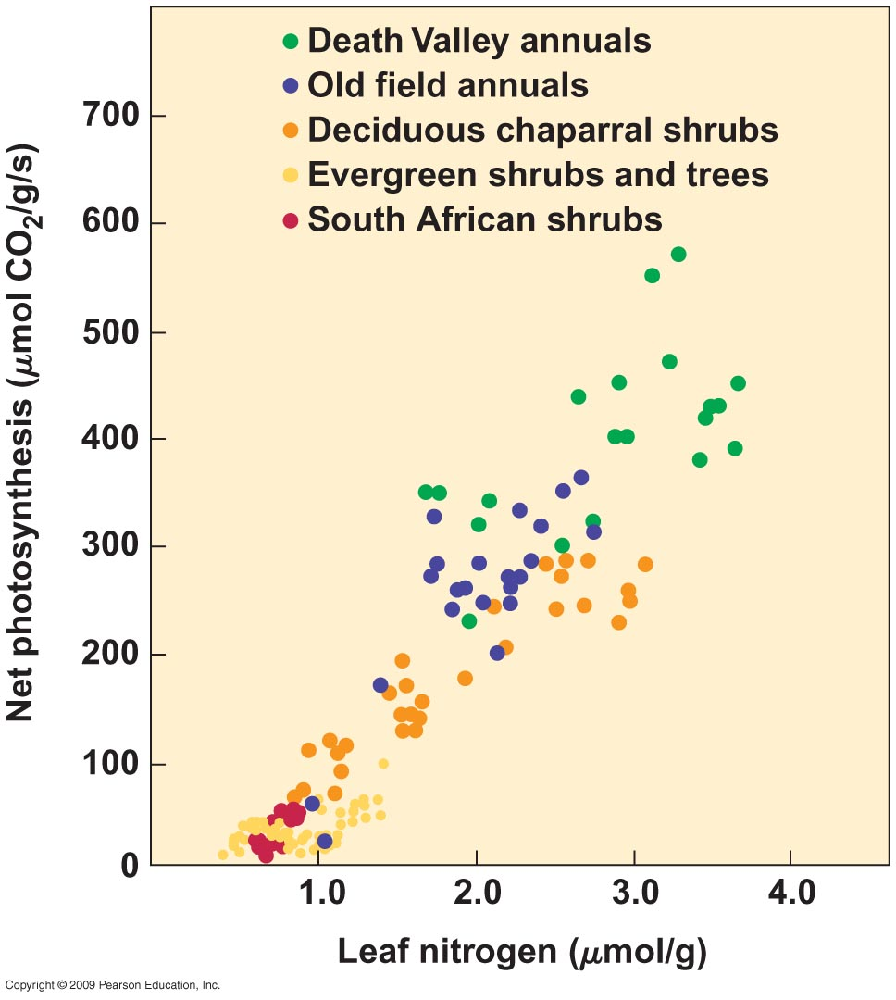 Death Valley annuals
Old field annuals
Deciduous chaparral shrubs
Evergreen shrubs and trees
South African shrubs
Net photosynthesis (μmol CO₂/g/s)
700
600
500
400
300
200
100
0
1.0 2.0 3.0 4.0
Leaf nitrogen (μmol/g)
Copyright © 2009 Pearson Education, Inc.